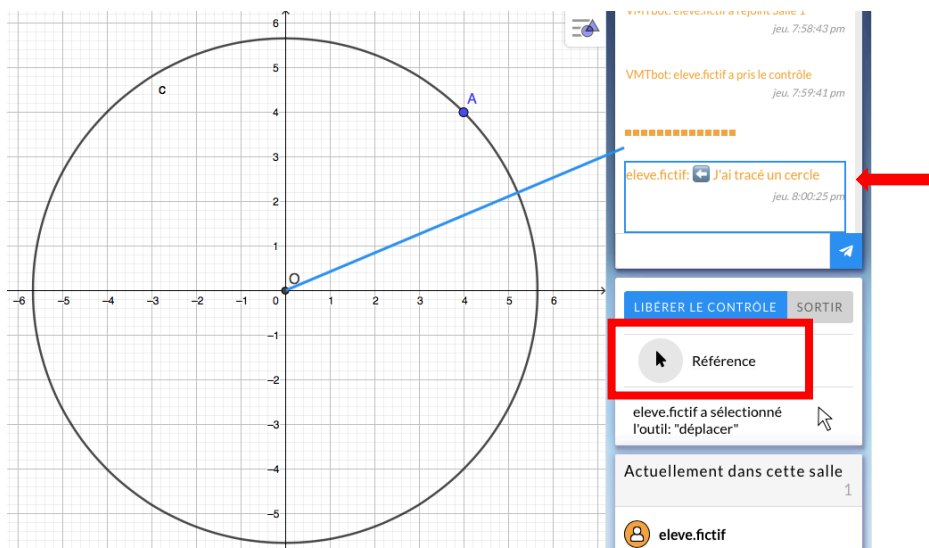 VMTbot: eleve.fictif a rejoint Salle 1
jeu. 7:58:43 pm
VMTbot: eleve.fictif a pris le contrôle
jeu. 7:59:41 pm
eleve.fictif: ⬅ J'ai tracé un cercle
jeu. 8:00:25 pm
LIBÉRER LE CONTRÔLE
SORTIR
Référence
eleve.fictif a sélectionné
l'outil: "déplacer"
Actuellement dans cette salle
1
eleve.fictif
6
5
c
A
4
3
2
1
O
−6 −5 −4 −3 −2 −1 0 1 2 3 4 5 6
−1
−2
−3
−4
−5